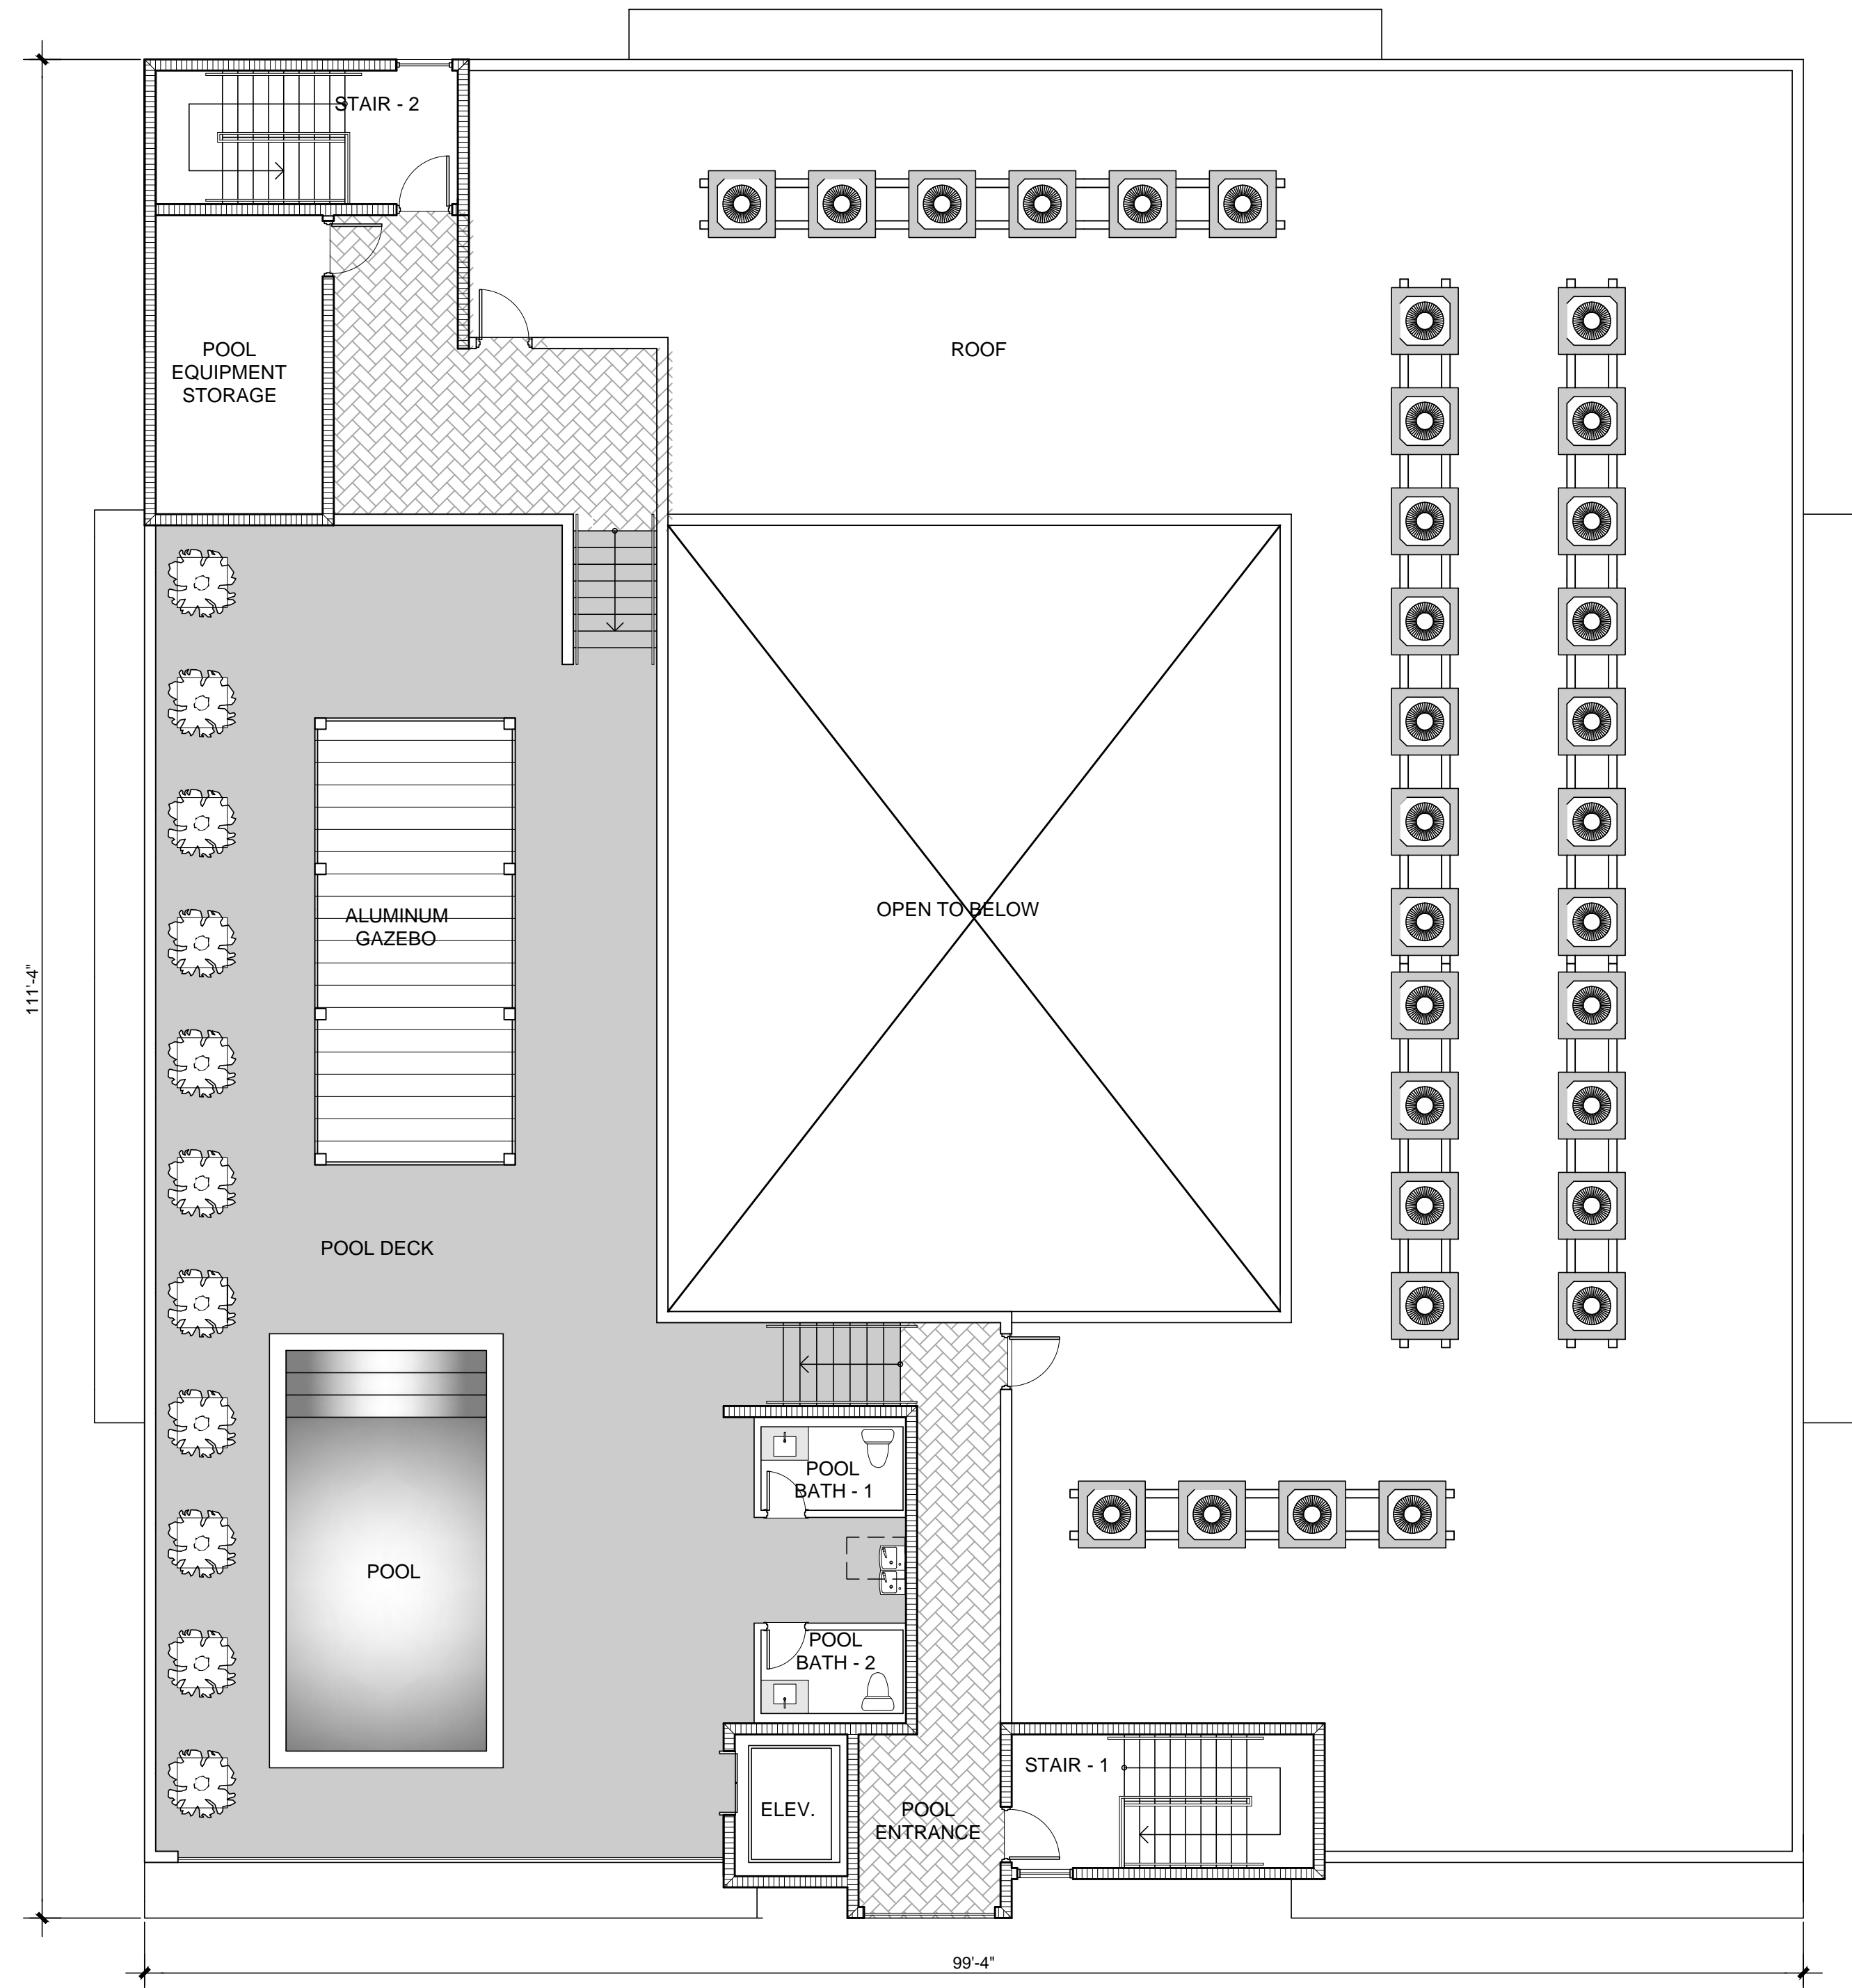 STAIR - 2
POOL
EQUIPMENT
STORAGE
ROOF
ALUMINUM
GAZEBO
OPEN TO BELOW
111'-4"
POOL DECK
POOL
BATH - 1
POOL
POOL
BATH - 2
STAIR - 1
ELEV.
POOL
ENTRANCE
99'-4"